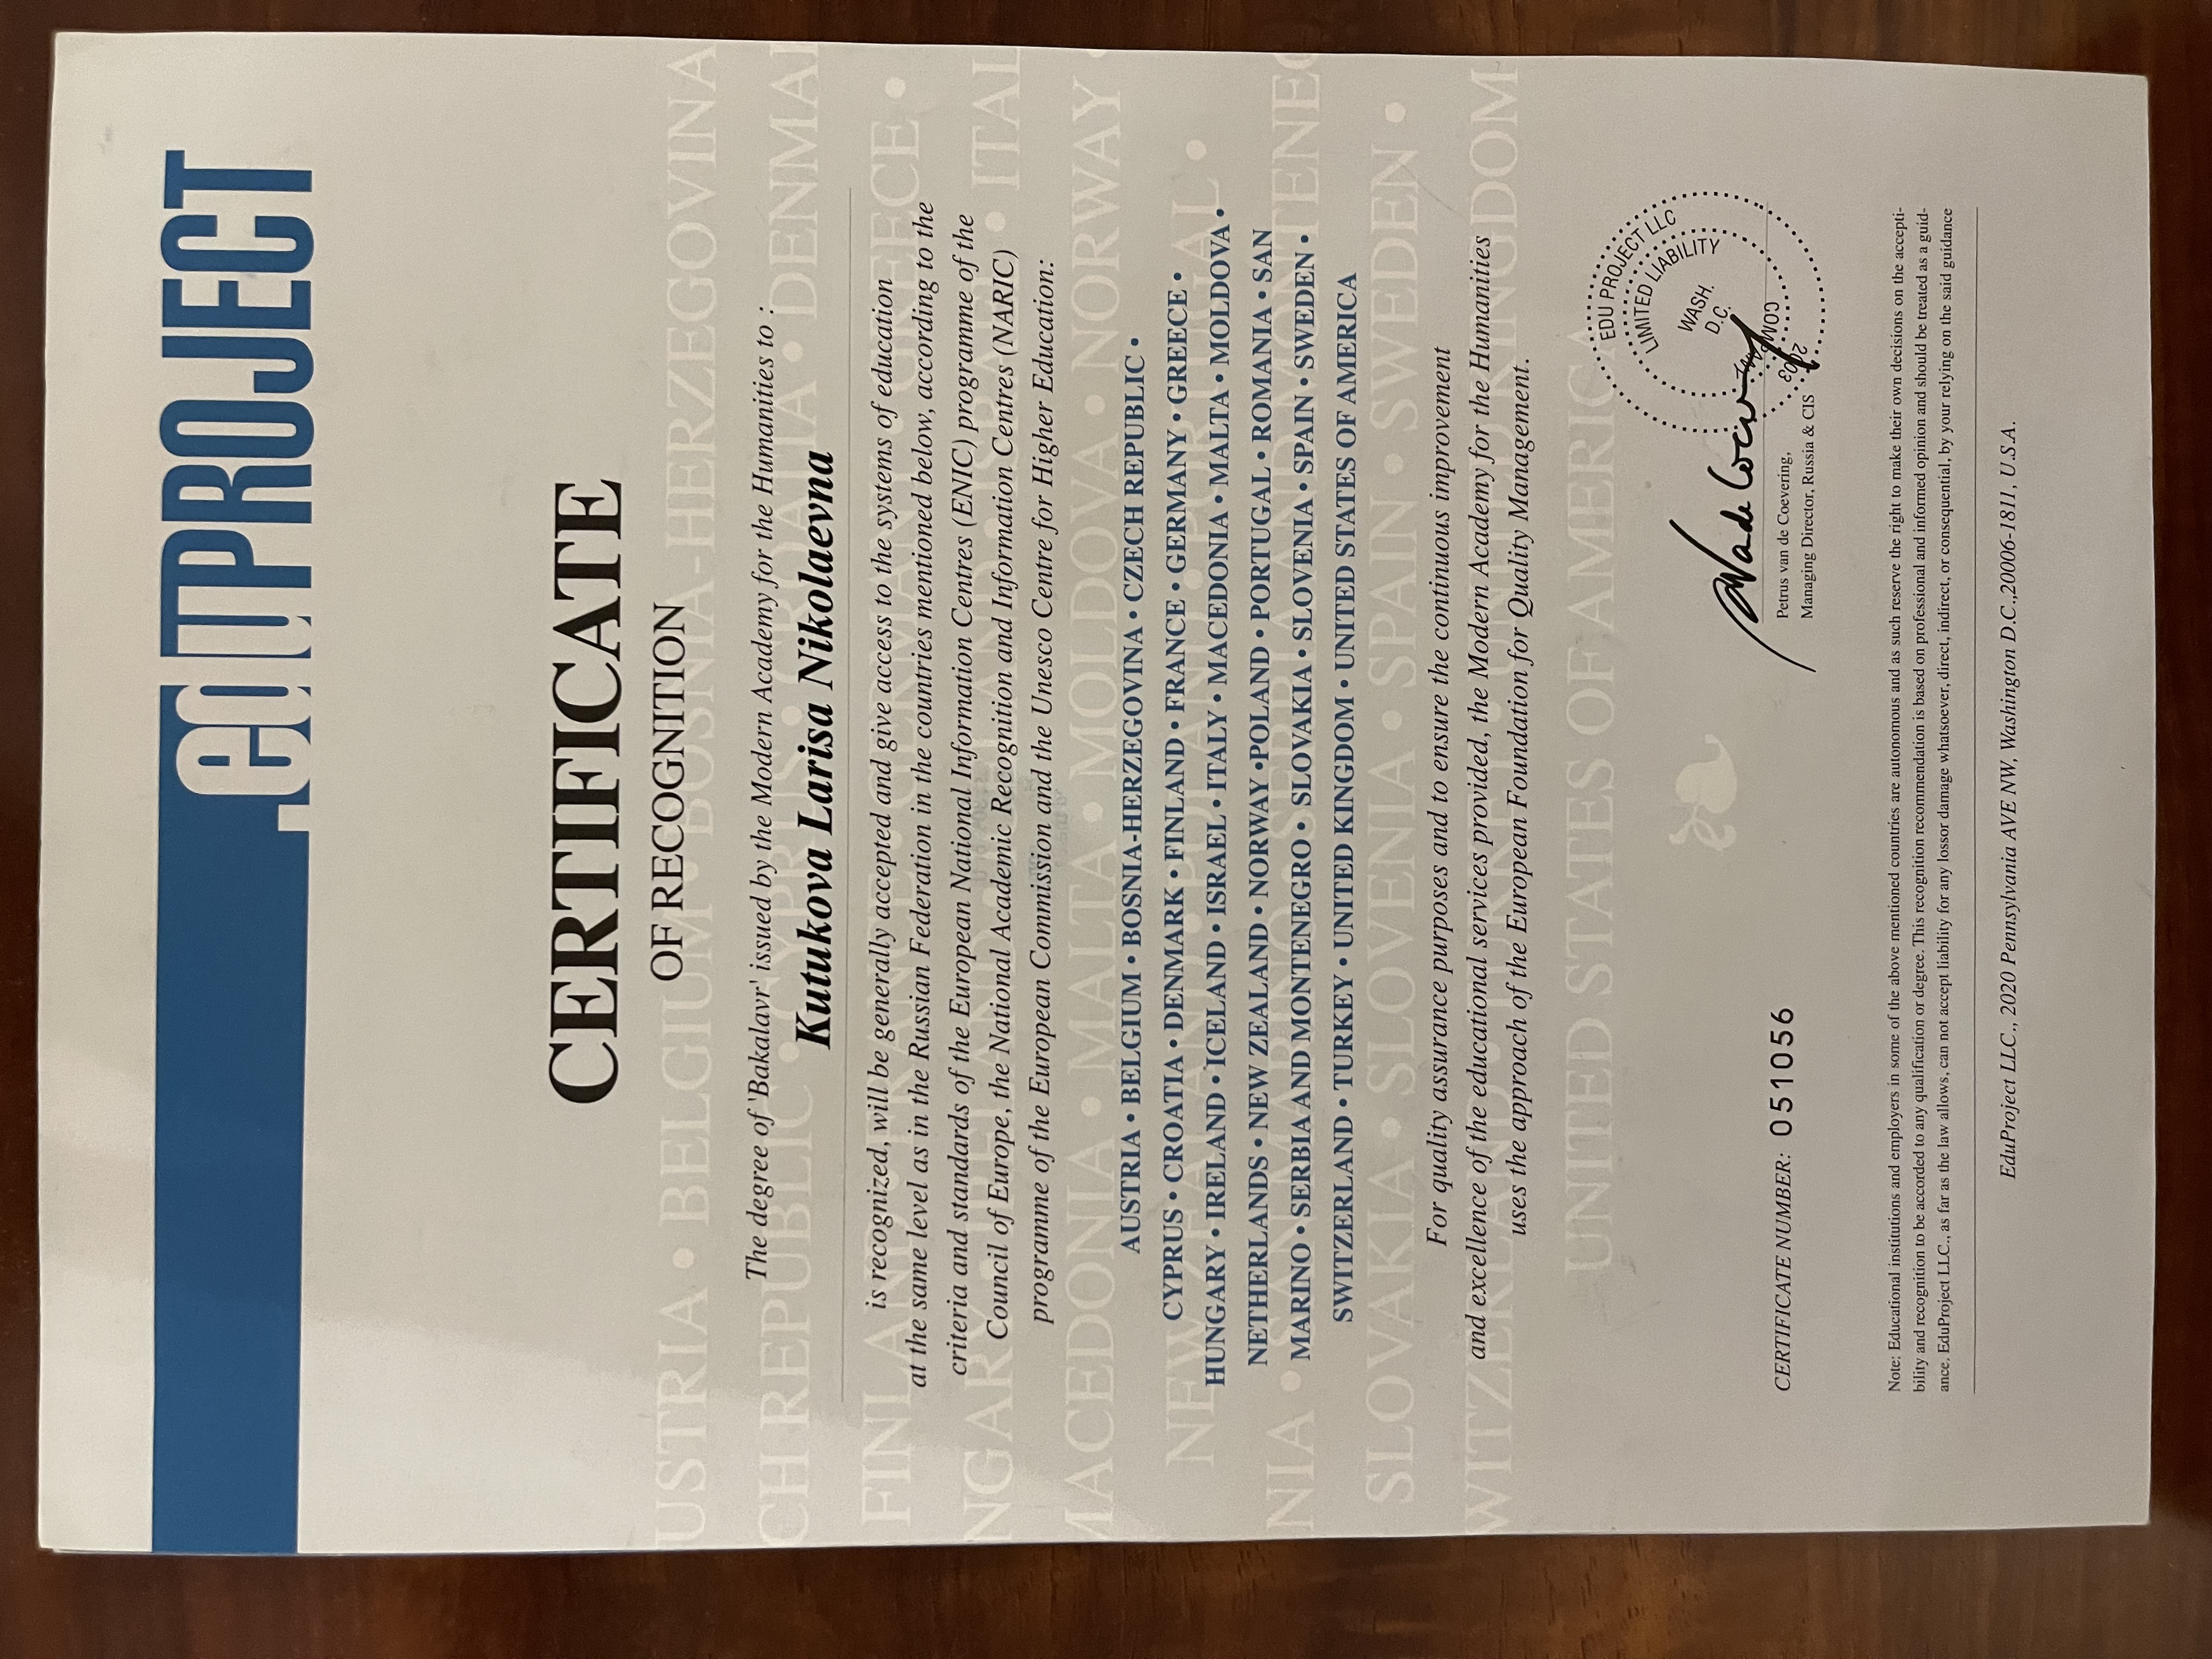 eduPROJECT
CERTIFICATE
OF RECOGNITION
The degree of 'Bakalavr' issued by the Modern Academy for the Humanities to :
Kutukova Larisa Nikolaevna
is recognized, will be generally accepted and give access to the systems of education
at the same level as in the Russian Federation in the countries mentioned below, according to the
criteria and standards of the European National Information Centres (ENIC) programme of the
Council of Europe, the National Academic Recognition and Information Centres (NARIC)
programme of the European Commission and the Unesco Centre for Higher Education:
AUSTRIA • BELGIUM • BOSNIA-HERZEGOVINA • CZECH REPUBLIC •
CYPRUS • CROATIA • DENMARK • FINLAND • FRANCE • GERMANY • GREECE •
HUNGARY • IRELAND • ICELAND • ISRAEL • ITALY • MACEDONIA • MALTA • MOLDOVA •
NETHERLANDS • NEW ZEALAND • NORWAY •POLAND • PORTUGAL • ROMANIA • SAN
MARINO • SERBIA AND MONTENEGRO • SLOVAKIA • SLOVENIA • SPAIN • SWEDEN •
SWITZERLAND • TURKEY • UNITED KINGDOM • UNITED STATES OF AMERICA
For quality assurance purposes and to ensure the continuous improvement
and excellence of the educational services provided, the Modern Academy for the Humanities
uses the approach of the European Foundation for Quality Management.
EDU PROJECT LLC
LIMITED LIABILITY
COMPANY
WASH.
D.C.
2003
Petrus van de Coevering,
Managing Director, Russia & CIS
CERTIFICATE NUMBER: 051056
Note: Educational institutions and employers in some of the above mentioned countries are autonomous and as such reserve the right to make their own decisions on the accepti-
bility and recognition to be accorded to any qualification or degree. This recognition recommendation is based on professional and informed opinion and should be treated as a guid-
ance. EduProject LLC., as far as the law allows, can not accept liability for any lossor damage whatsoever, direct, indirect, or consequential, by your relying on the said guidance
EduProject LLC., 2020 Pennsylvania AVE NW, Washington D.C.,20006-1811, U.S.A.